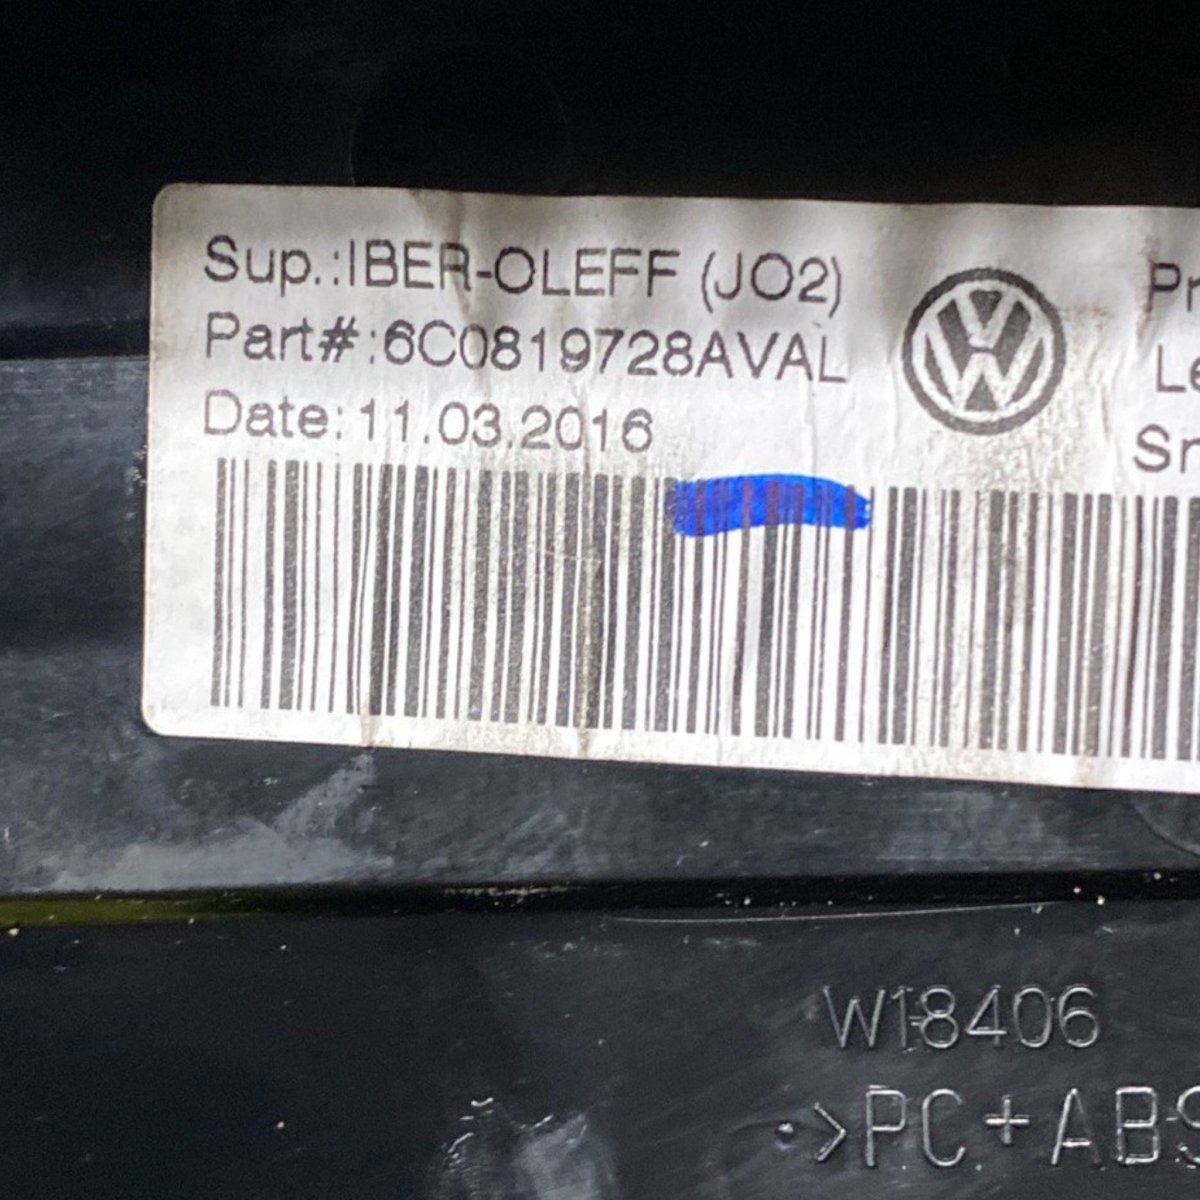 Sup.:IBER-OLEFF (JO2)
Part#:6C0819728AVAL
Date:11.03.2016
W18406
>PC+ABS